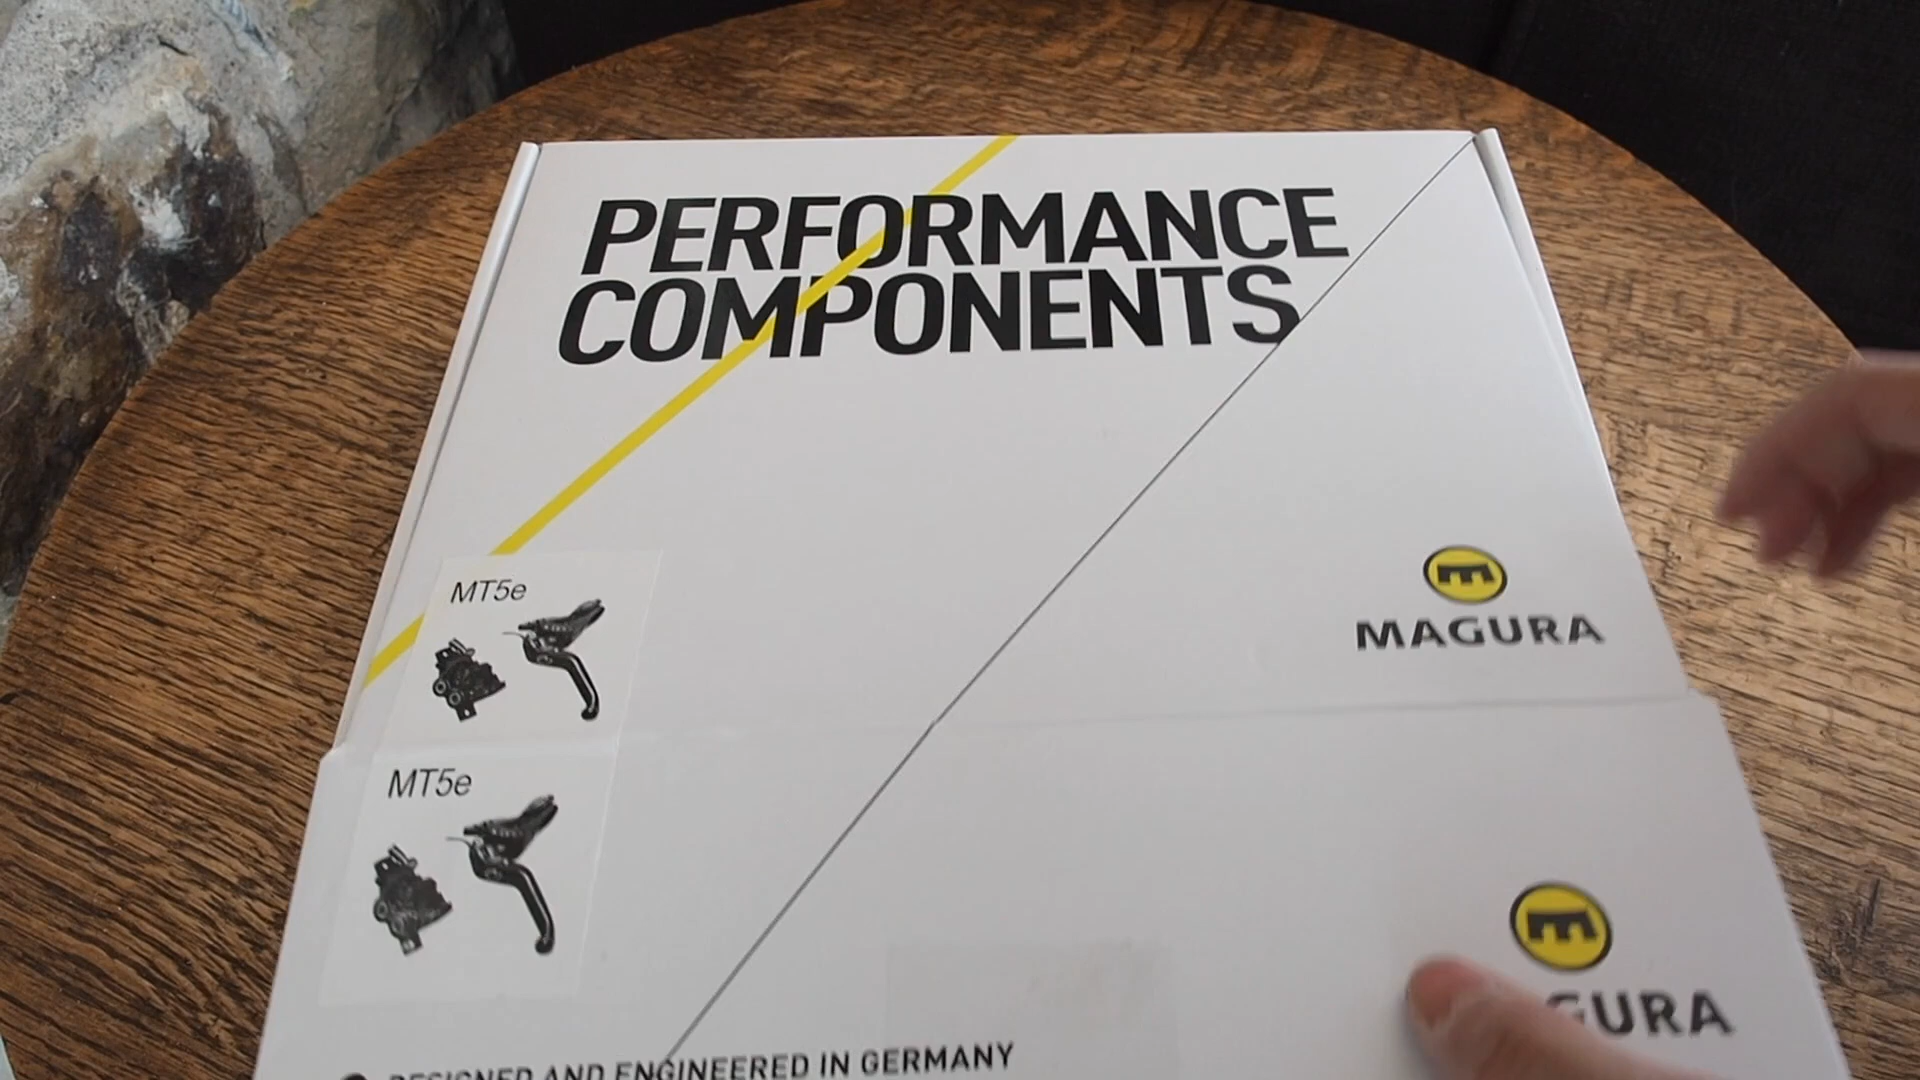 PERFORMANCE
COMPONENTS
MT5e
MAGURA
MT5e
GURA
DESIGNED AND ENGINEERED IN GERMANY